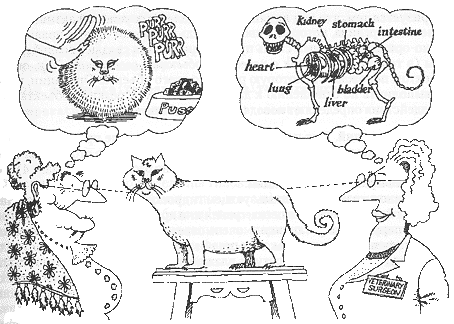 PURR
PURR
PURR
PUSS
kidney
stomach
intestine
heart
lung
bladder
liver
VETERINARY
SURGEON